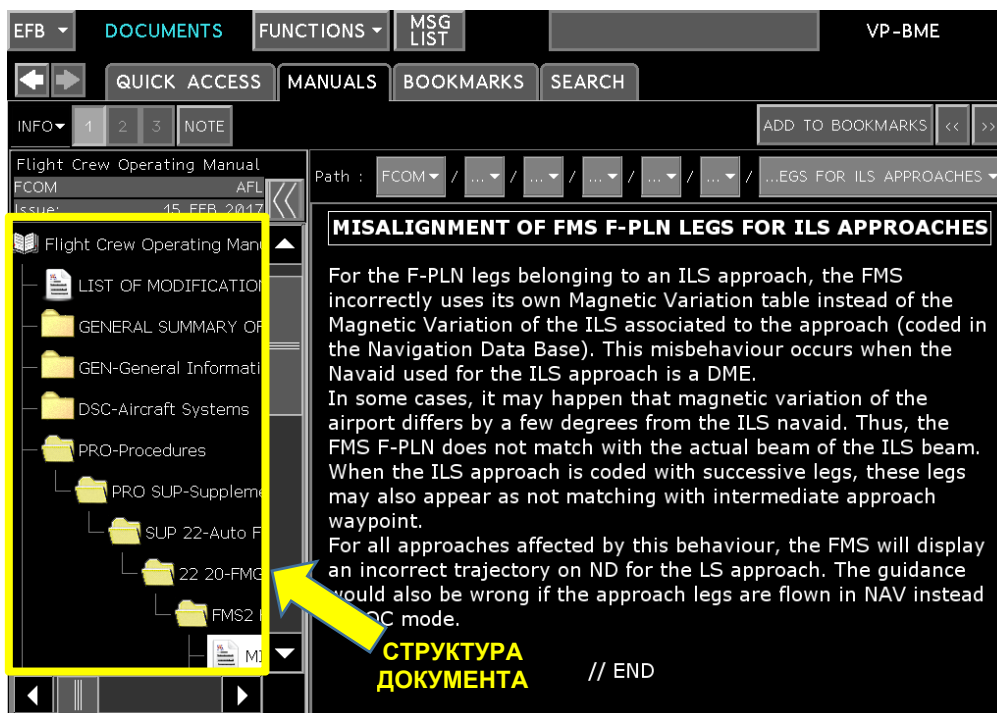 EFB DOCUMENTS FUNCTIONS MSG LIST VP-BME
QUICK ACCESS MANUALS BOOKMARKS SEARCH
INFO 1 2 3 NOTE ADD TO BOOKMARKS << >>
Flight Crew Operating Manual
FCOM AFL
Issue: 15 FEB 2017
Path : FCOM / ... / ... / ... / ... / ... / ...EGS FOR ILS APPROACHES
Flight Crew Operating Manu
LIST OF MODIFICATION
GENERAL SUMMARY OF
GEN-General Informati
DSC-Aircraft Systems
PRO-Procedures
PRO SUP-Suppleme
SUP 22-Auto F
22 20-FMG
FMS2
MI
MISALIGNMENT OF FMS F-PLN LEGS FOR ILS APPROACHES
For the F-PLN legs belonging to an ILS approach, the FMS
incorrectly uses its own Magnetic Variation table instead of the
Magnetic Variation of the ILS associated to the approach (coded in
the Navigation Data Base). This misbehaviour occurs when the
Navaid used for the ILS approach is a DME.
In some cases, it may happen that magnetic variation of the
airport differs by a few degrees from the ILS navaid. Thus, the
FMS F-PLN does not match with the actual beam of the ILS beam.
When the ILS approach is coded with successive legs, these legs
may also appear as not matching with intermediate approach
waypoint.
For all approaches affected by this behaviour, the FMS will display
an incorrect trajectory on ND for the LS approach. The guidance
would also be wrong if the approach legs are flown in NAV instead
OC mode.
// END
СТРУКТУРА
ДОКУМЕНТА